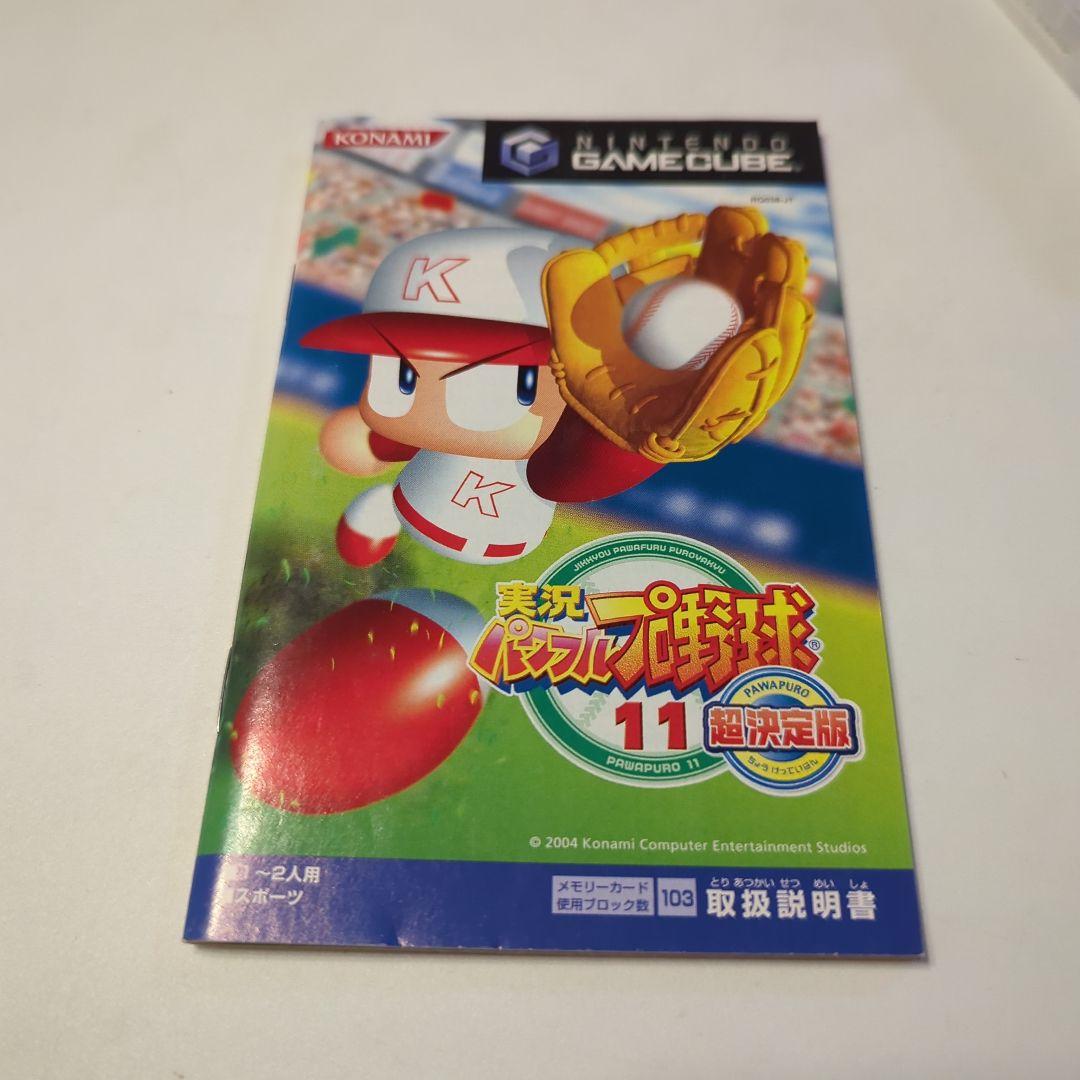 KONAMI
NINTENDO
GAMECUBE
K
K
JIKKYOU PAWAFURU PUROYAKYU
実況
パワフルプロ野球®
11
PAWAPURO
超決定版
ちょうけっていばん
PAWAPURO 11
© 2004 Konami Computer Entertainment Studios
～2人用
スポーツ
メモリーカード
使用ブロック数
103
とりあつかいせつめいしょ
取扱説明書